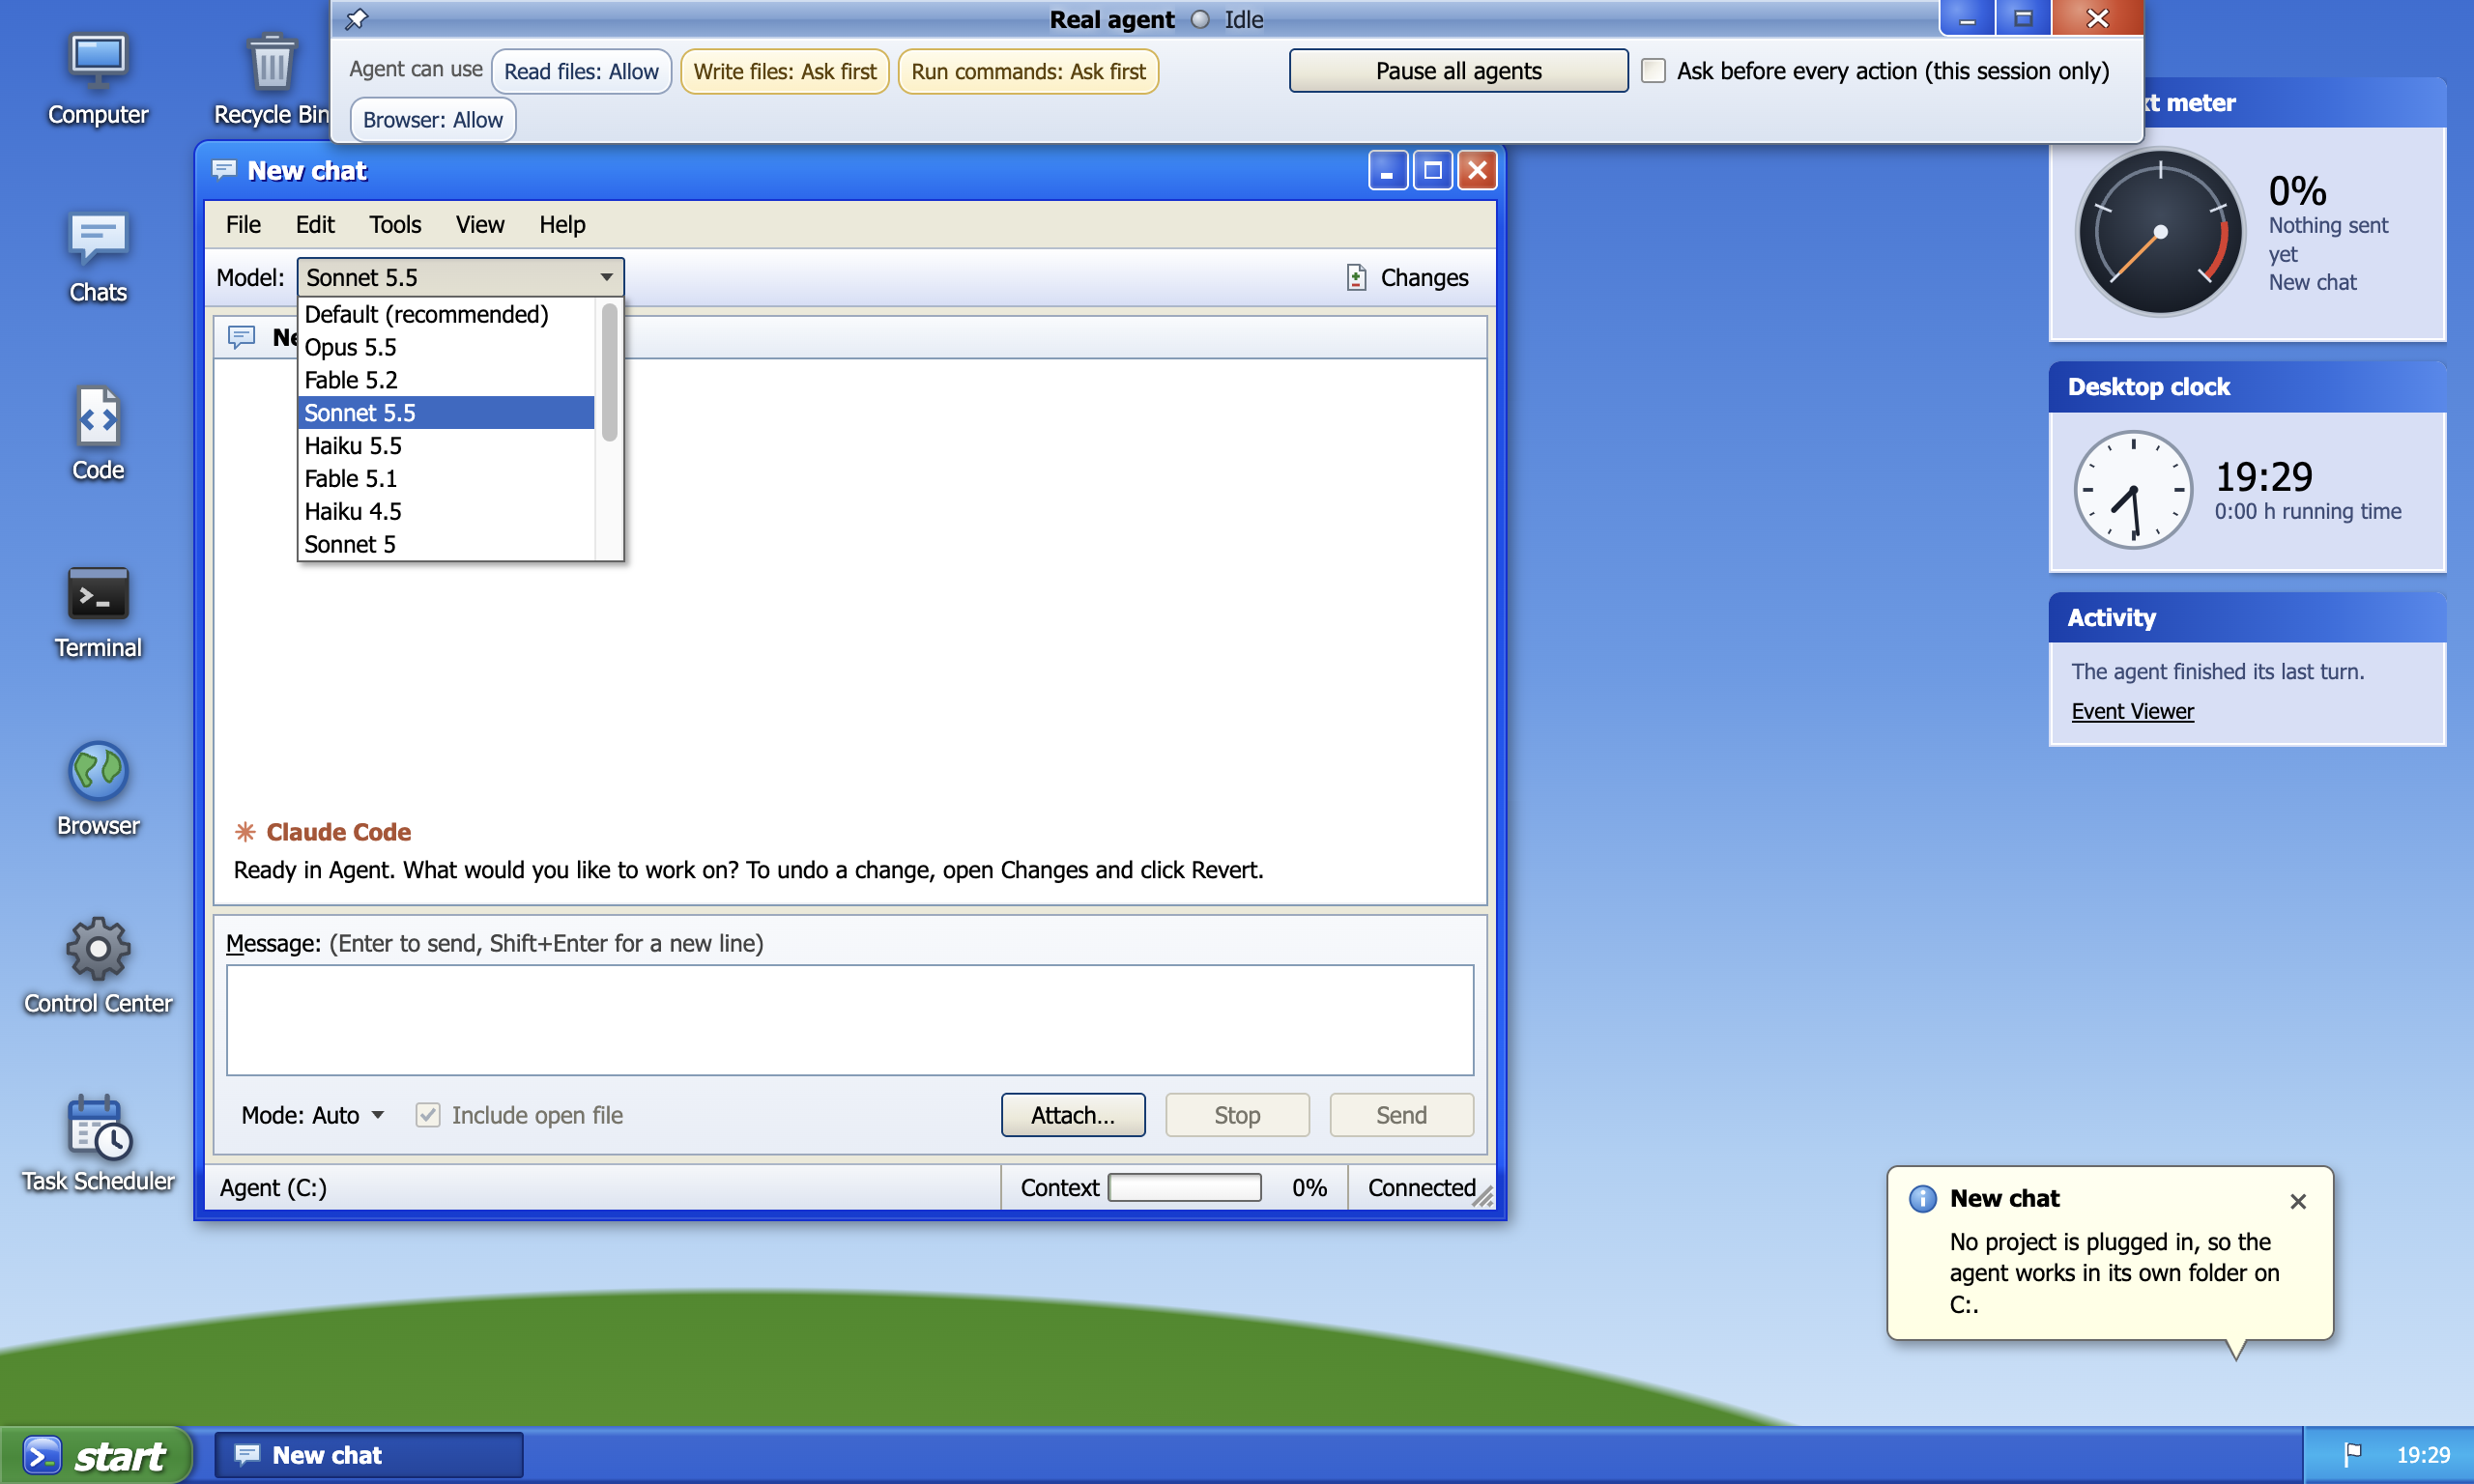 Real agent Idle
Agent can use Read files: Allow Write files: Ask first Run commands: Ask first
Browser: Allow
Pause all agents
Ask before every action (this session only)
Computer
Recycle Bin
Chats
Code
Terminal
Browser
Control Center
Task Scheduler
New chat
File Edit Tools View Help
Model: Sonnet 5.5
Changes
Default (recommended)
Opus 5.5
Fable 5.2
Sonnet 5.5
Haiku 5.5
Fable 5.1
Haiku 4.5
Sonnet 5
Claude Code
Ready in Agent. What would you like to work on? To undo a change, open Changes and click Revert.
Message: (Enter to send, Shift+Enter for a new line)
Mode: Auto Include open file Attach... Stop Send
Agent (C:) Context 0% Connected
meter
0%
Nothing sent
yet
New chat
Desktop clock
19:29
0:00 h running time
Activity
The agent finished its last turn.
Event Viewer
New chat
No project is plugged in, so the
agent works in its own folder on
C:.
start New chat 19:29